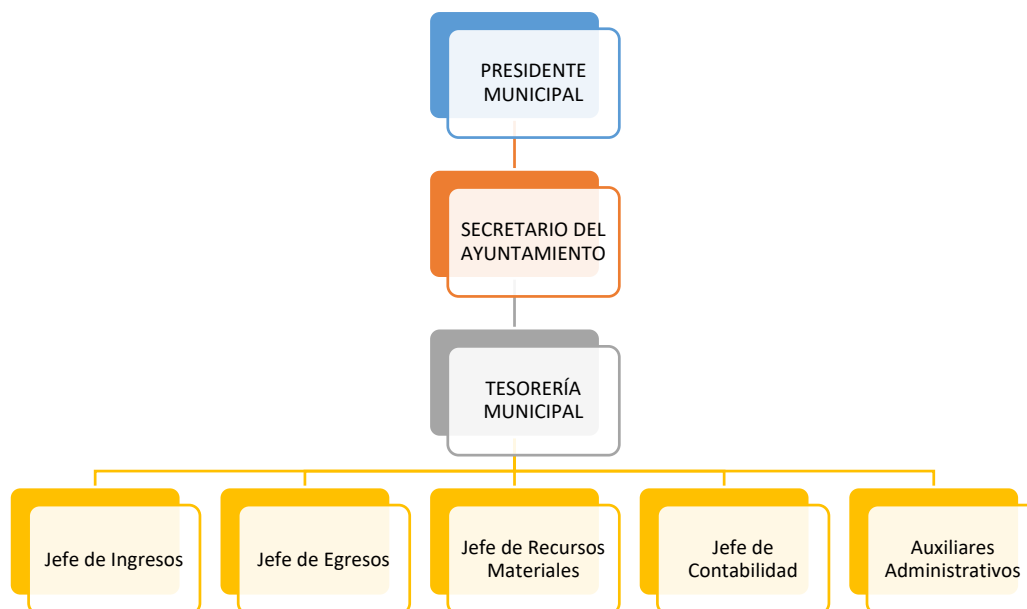 PRESIDENTE
MUNICIPAL
SECRETARIO DEL
AYUNTAMIENTO
TESORERÍA
MUNICIPAL
Jefe de Ingresos
Jefe de Egresos
Jefe de Recursos
Materiales
Jefe de
Contabilidad
Auxiliares
Administrativos